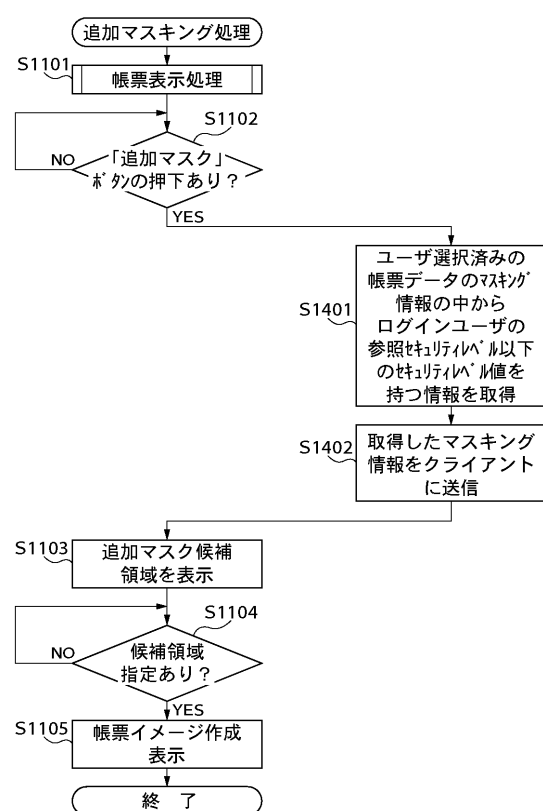 追加マスキング処理
S1101
帳票表示処理
S1102
「追加マスク」
ﾎﾞﾀﾝの押下あり？
NO
YES
S1401
ユーザ選択済みの
帳票データのﾏｽｷﾝｸﾞ
情報の中から
ログインユーザの
参照ｾｷｭﾘﾃｨﾚﾍﾞﾙ以下
のｾｷｭﾘﾃｨﾚﾍﾞﾙ値を
持つ情報を取得
S1402
取得したマスキング
情報をクライアント
に送信
S1103
追加マスク候補
領域を表示
S1104
候補領域
指定あり？
NO
YES
S1105
帳票イメージ作成
表示
終　了